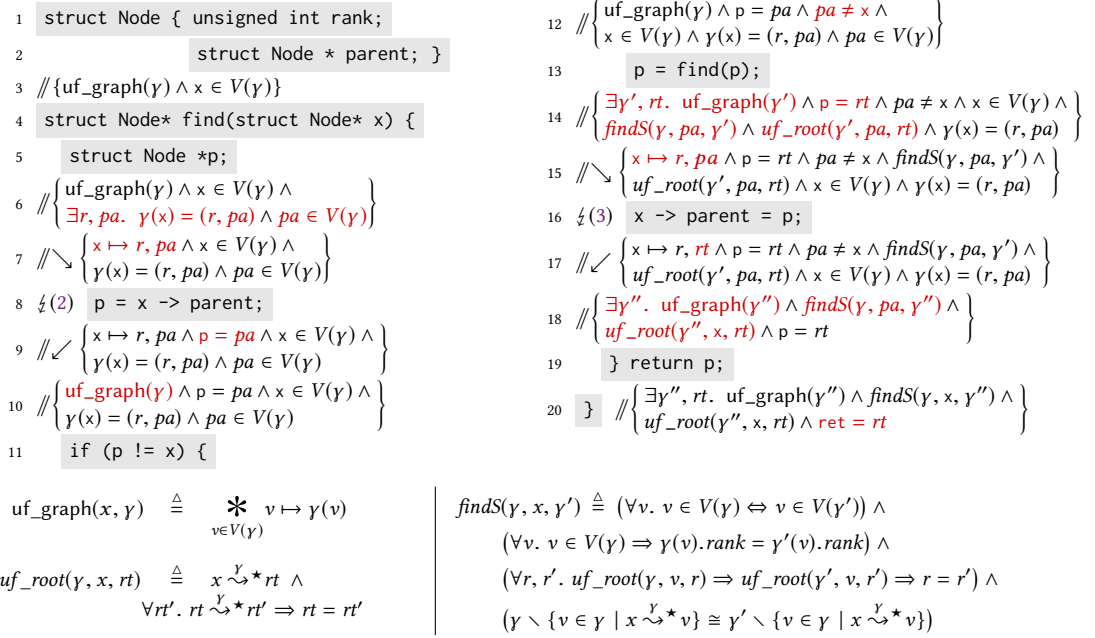 1 struct Node { unsigned int rank;
2 struct Node * parent; }
3 //{uf_graph(γ) ∧ x ∈ V(γ)}
4 struct Node* find(struct Node* x) {
5 struct Node *p;
6 //{uf_graph(γ) ∧ x ∈ V(γ) ∧
∃r, pa. γ(x) = (r, pa) ∧ pa ∈ V(γ)}
7 //↘ {x ↦ r, pa ∧ x ∈ V(γ) ∧
γ(x) = (r, pa) ∧ pa ∈ V(γ)}
8 ↯(2) p = x -> parent;
9 //↙ {x ↦ r, pa ∧ p = pa ∧ x ∈ V(γ) ∧
γ(x) = (r, pa) ∧ pa ∈ V(γ)}
10 //{uf_graph(γ) ∧ p = pa ∧ x ∈ V(γ) ∧
γ(x) = (r, pa) ∧ pa ∈ V(γ)}
11 if (p != x) {
12 //{uf_graph(γ) ∧ p = pa ∧ pa ≠ x ∧
x ∈ V(γ) ∧ γ(x) = (r, pa) ∧ pa ∈ V(γ)}
13 p = find(p);
14 //{∃γ′, rt. uf_graph(γ′) ∧ p = rt ∧ pa ≠ x ∧ x ∈ V(γ) ∧
findS(γ, pa, γ′) ∧ uf_root(γ′, pa, rt) ∧ γ(x) = (r, pa)}
15 //↘ {x ↦ r, pa ∧ p = rt ∧ pa ≠ x ∧ findS(γ, pa, γ′) ∧
uf_root(γ′, pa, rt) ∧ x ∈ V(γ) ∧ γ(x) = (r, pa)}
16 ↯(3) x -> parent = p;
17 //↙ {x ↦ r, rt ∧ p = rt ∧ pa ≠ x ∧ findS(γ, pa, γ′) ∧
uf_root(γ′, pa, rt) ∧ x ∈ V(γ) ∧ γ(x) = (r, pa)}
18 //{∃γ′′. uf_graph(γ′′) ∧ findS(γ, pa, γ′′) ∧
uf_root(γ′′, x, rt) ∧ p = rt}
19 } return p;
20 } //{∃γ′′, rt. uf_graph(γ′′) ∧ findS(γ, x, γ′′) ∧
uf_root(γ′′, x, rt) ∧ ret = rt}
uf_graph(x, γ) ≜ ∗ v∈V(γ) v ↦ γ(v)
uf_root(γ, x, rt) ≜ x ⤳^γ ⋆ rt ∧
∀rt′. rt ⤳^γ ⋆ rt′ ⇒ rt = rt′
findS(γ, x, γ′) ≜ (∀v. v ∈ V(γ) ⇔ v ∈ V(γ′)) ∧
(∀v. v ∈ V(γ) ⇒ γ(v).rank = γ′(v).rank) ∧
(∀r, r′. uf_root(γ, v, r) ⇒ uf_root(γ′, v, r′) ⇒ r = r′) ∧
(γ ∖ {v ∈ γ | x ⤳^γ ⋆ v} ≅ γ′ ∖ {v ∈ γ | x ⤳^γ ⋆ v})